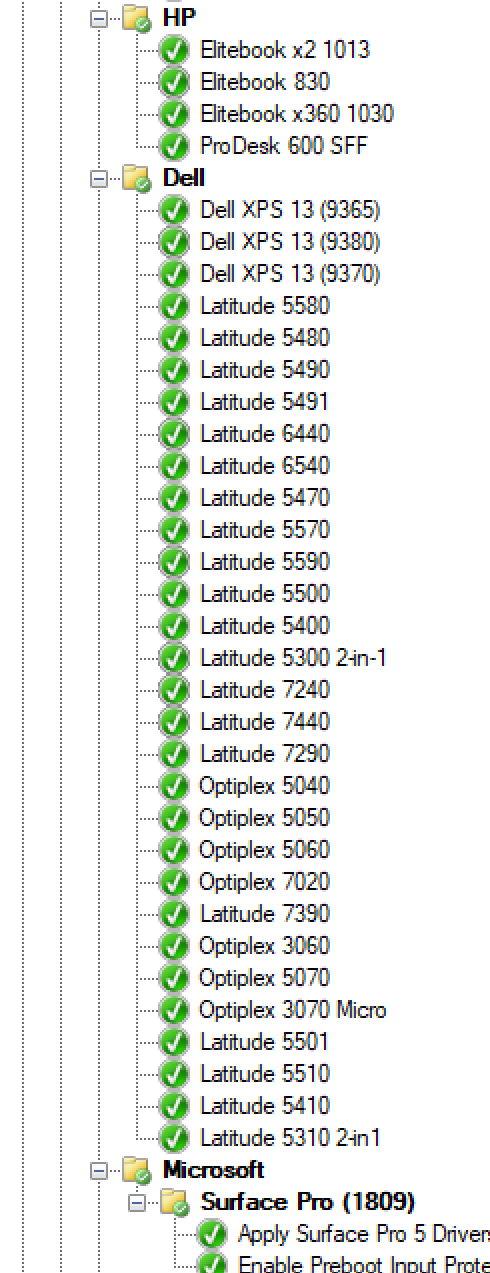 HP
Elitebook x2 1013
Elitebook 830
Elitebook x360 1030
ProDesk 600 SFF
Dell
Dell XPS 13 (9365)
Dell XPS 13 (9380)
Dell XPS 13 (9370)
Latitude 5580
Latitude 5480
Latitude 5490
Latitude 5491
Latitude 6440
Latitude 6540
Latitude 5470
Latitude 5570
Latitude 5590
Latitude 5500
Latitude 5400
Latitude 5300 2-in-1
Latitude 7240
Latitude 7440
Latitude 7290
Optiplex 5040
Optiplex 5050
Optiplex 5060
Optiplex 7020
Latitude 7390
Optiplex 3060
Optiplex 5070
Optiplex 3070 Micro
Latitude 5501
Latitude 5510
Latitude 5410
Latitude 5310 2-in1
Microsoft
Surface Pro (1809)
Apply Surface Pro 5 Drivers
Enable Preboot Input Prote